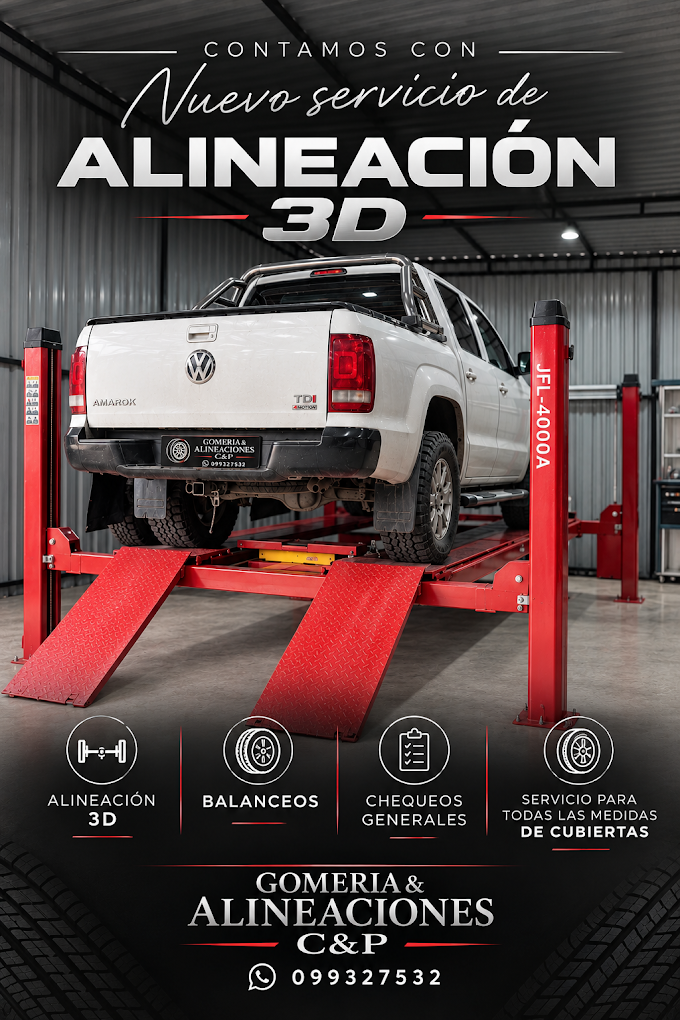 CONTAMOS CON
Nuevo servicio de
ALINEACIÓN
3D
JFL-4000A
AMAROK
TDI
4MOTION
GOMERIA &
ALINEACIONES
C&P
099327532
ALINEACIÓN
3D
BALANCEOS
CHEQUEOS
GENERALES
SERVICIO PARA
TODAS LAS MEDIDAS
DE CUBIERTAS
GOMERIA &
ALINEACIONES
C&P
099327532